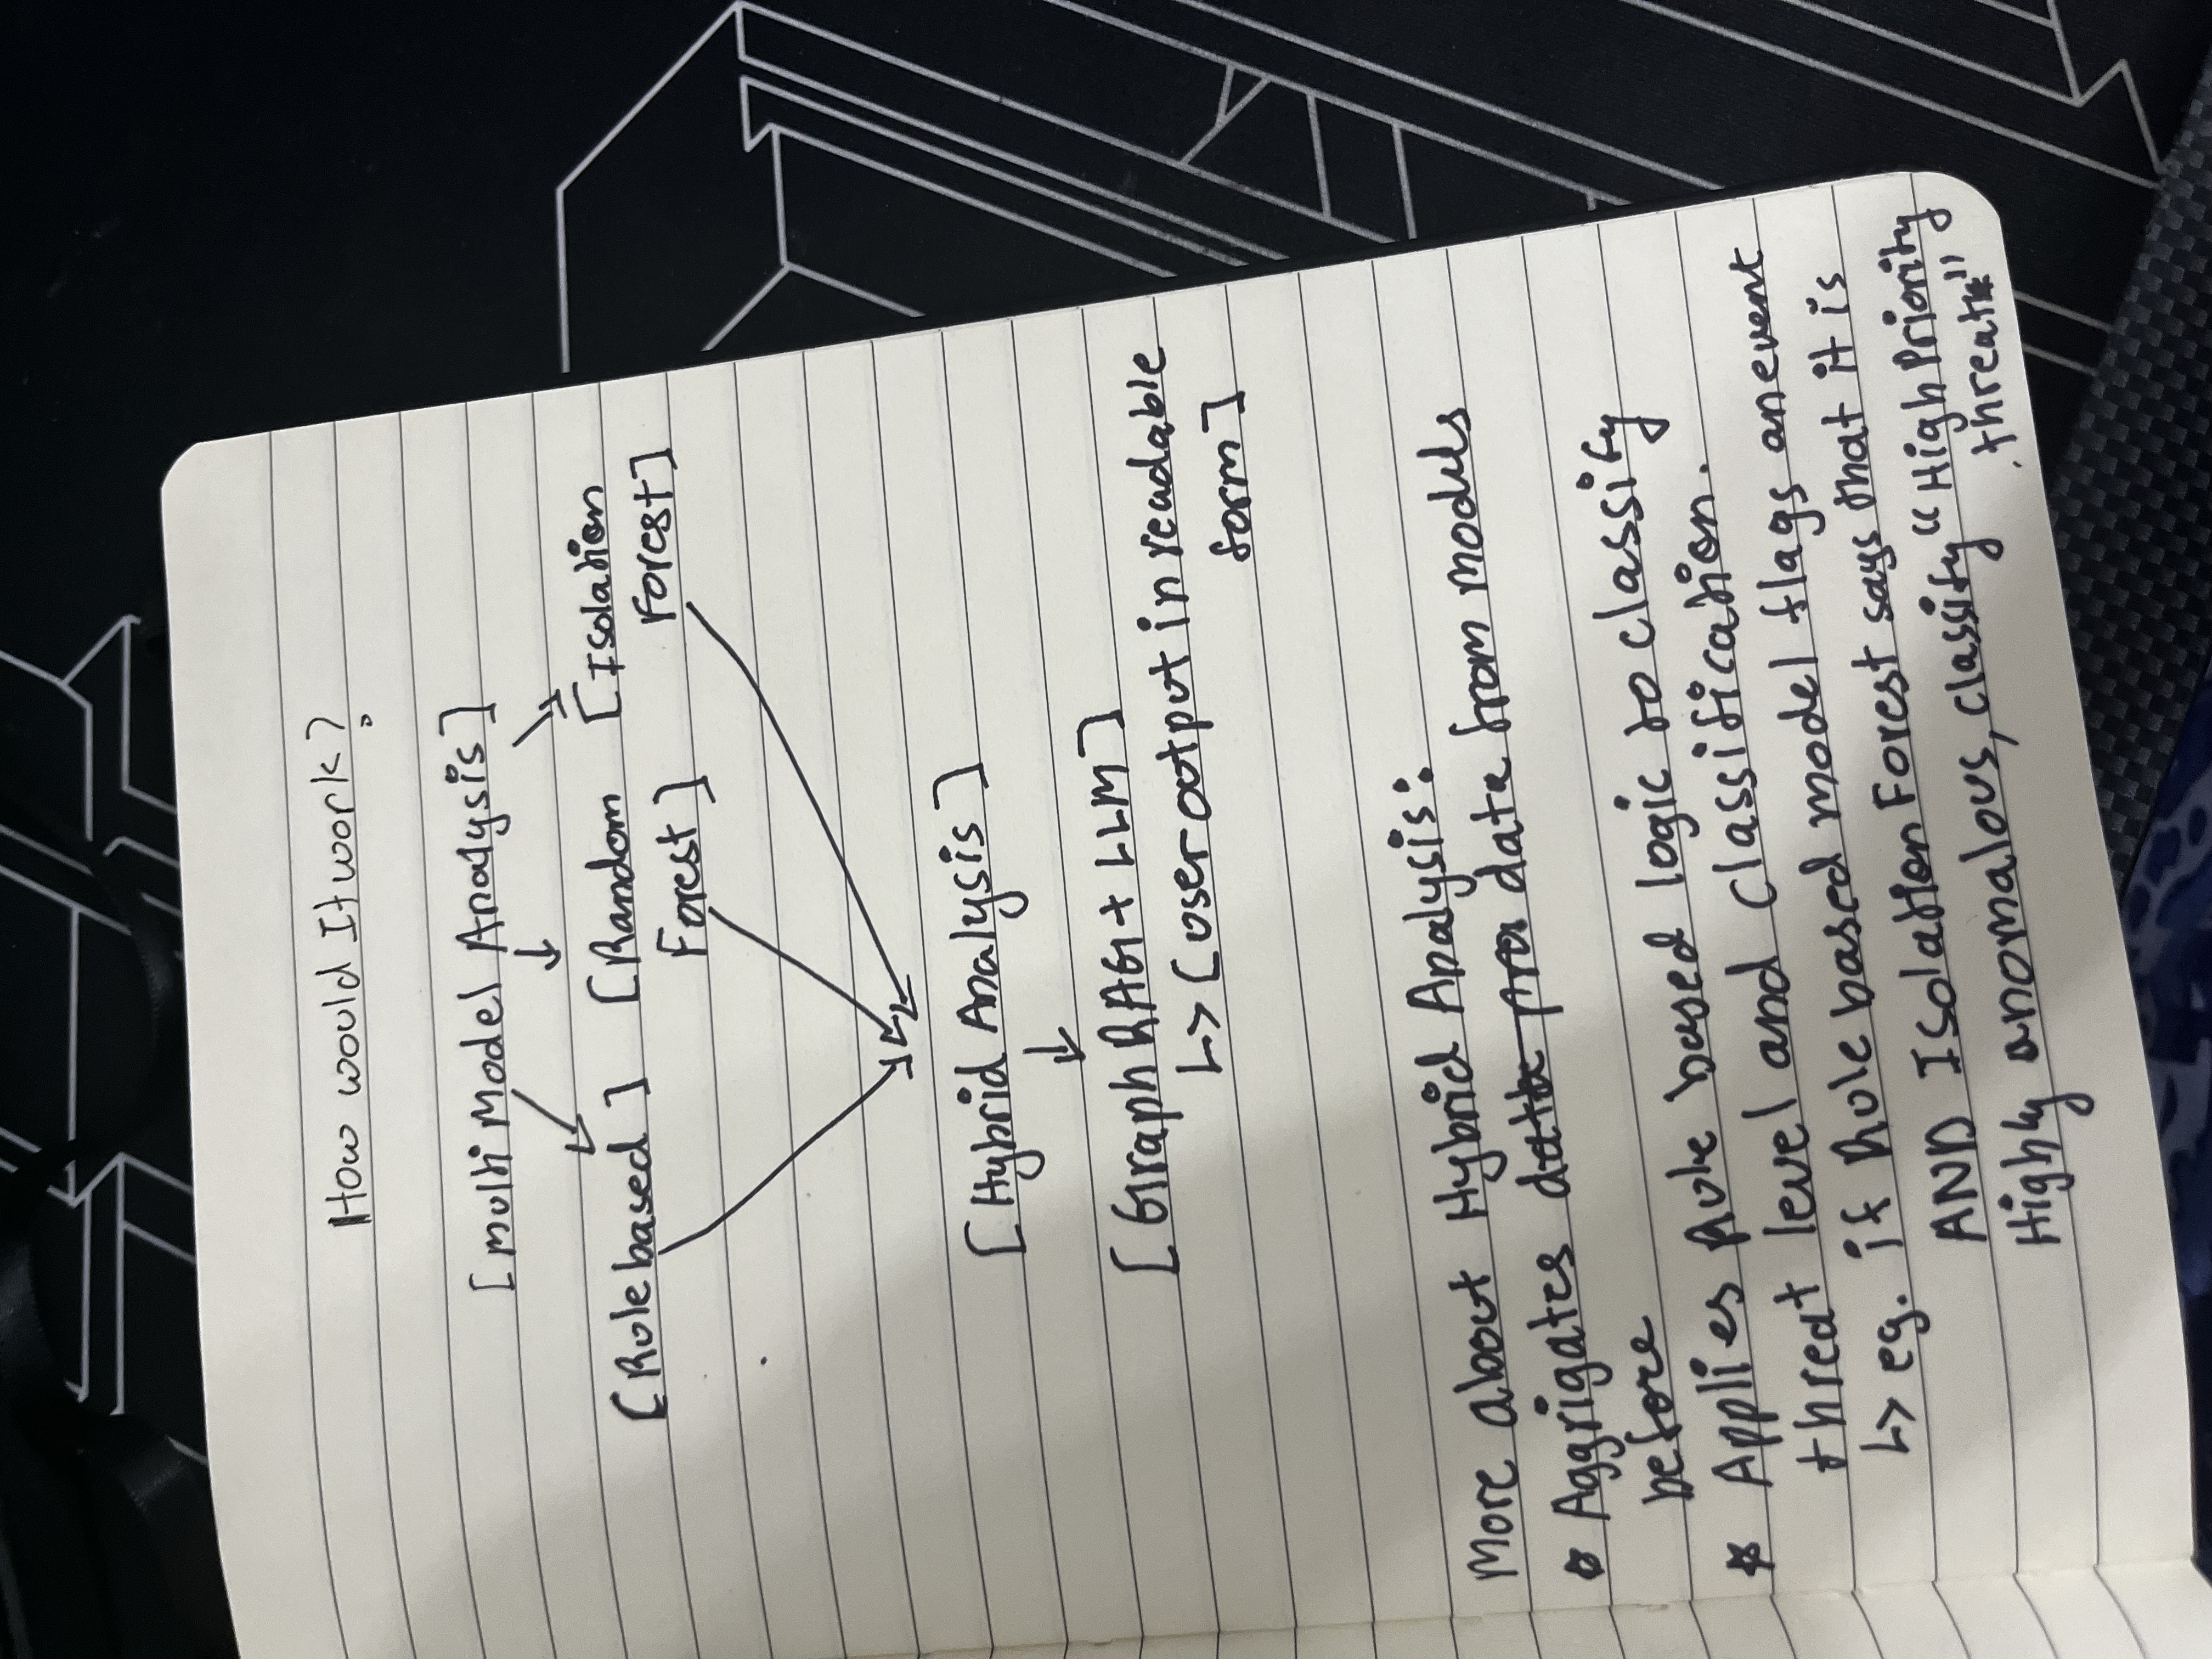 How would It work?
[Multi Model Analysis]
[Rule based] [Random [Isolation
Forest] Forest]
[Hybrid Analysis]
[Graph RAG + LLM]
↳ [user output in readable
form]
More about Hybrid Analysis:
* Aggrigates data from models
before
* Applies Rule based logic to classify
threat level and classification.
↳ eg. if Rule based model flags an event
AND Isolation Forest says that it is
Highly anomalous, classify "High Priority
threat"